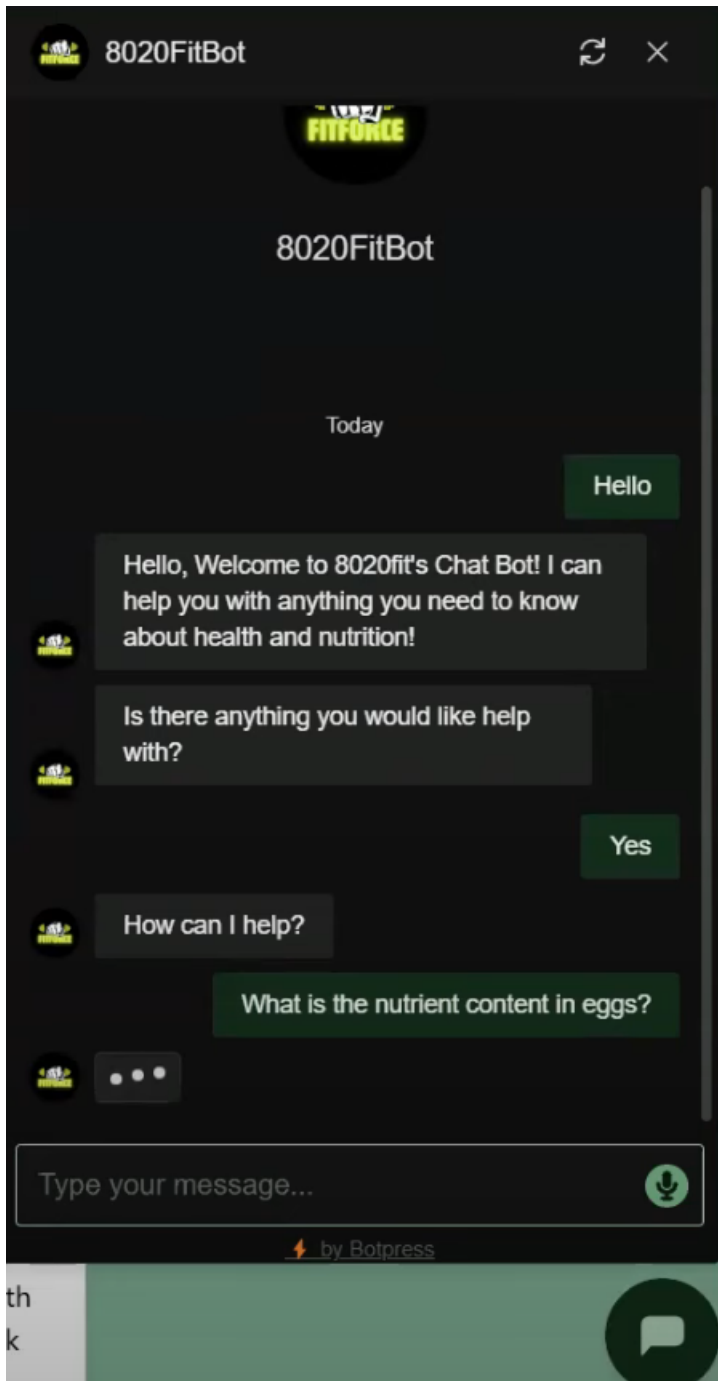 8020FitBot
FITFORCE
8020FitBot
Today
Hello
Hello, Welcome to 8020fit's Chat Bot! I can
help you with anything you need to know
about health and nutrition!
Is there anything you would like help
with?
Yes
How can I help?
What is the nutrient content in eggs?
Type your message...
by Botpress
th
k